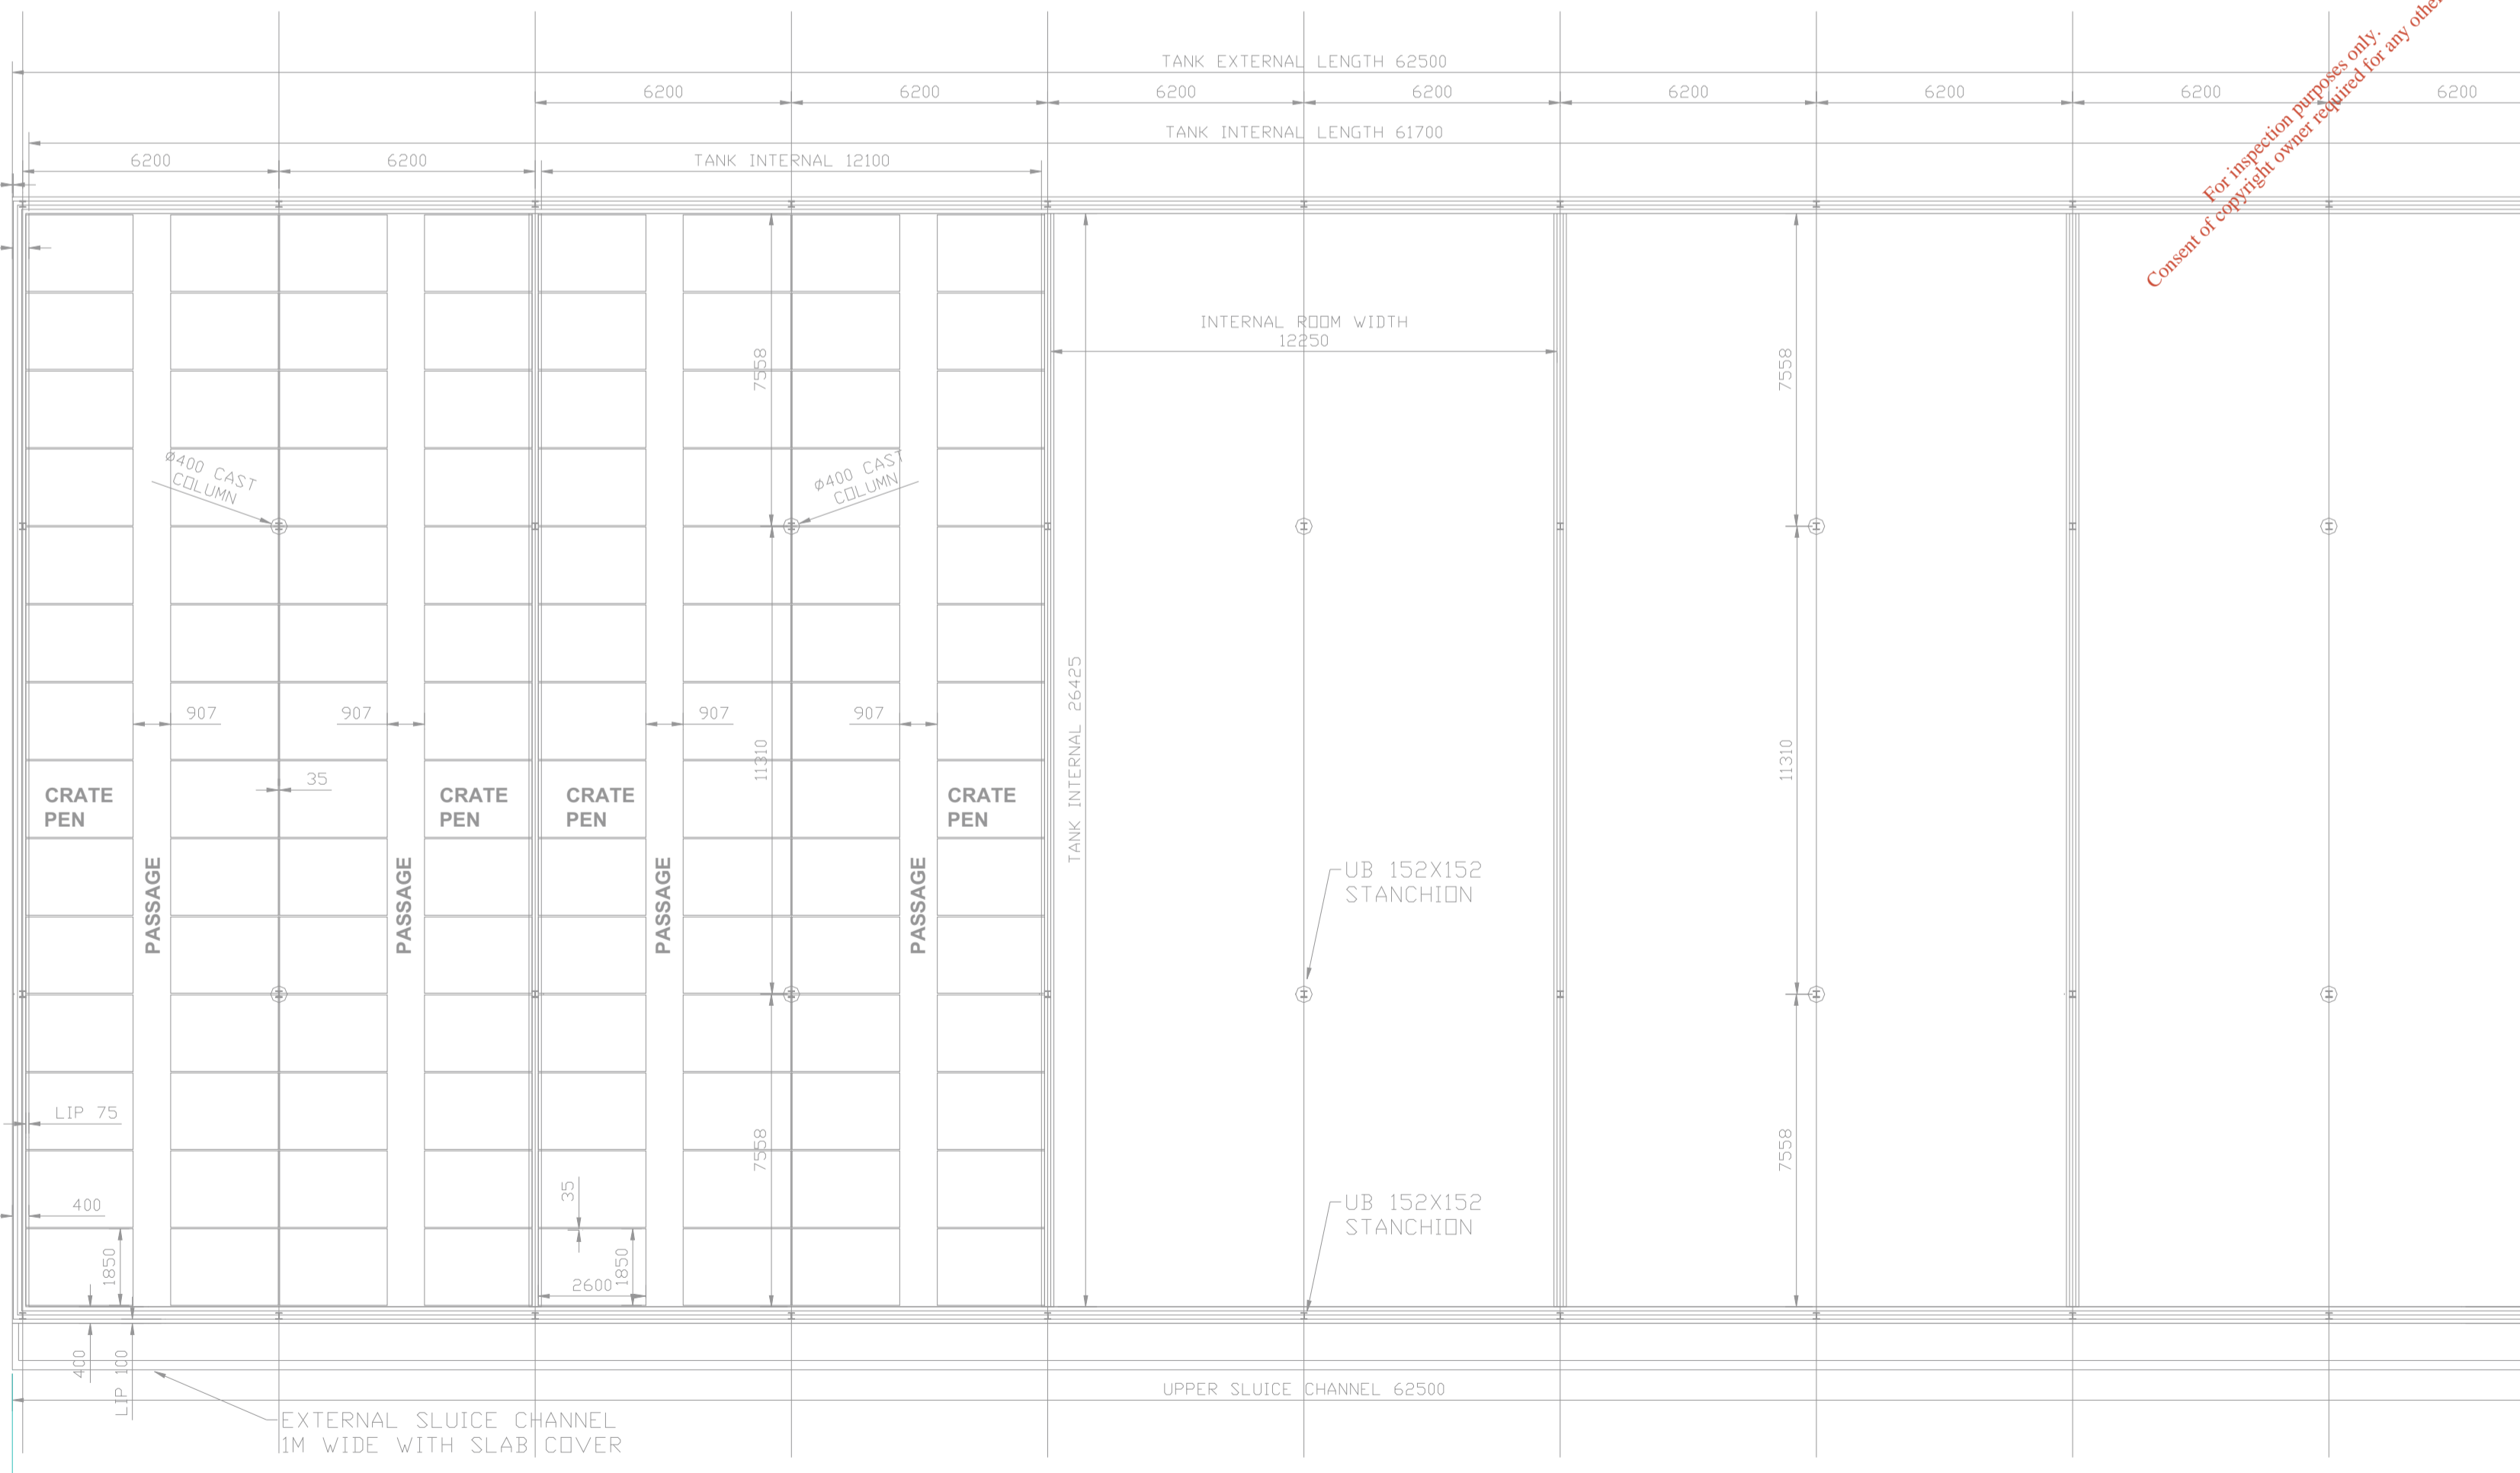 For inspection purposes only.
Consent of copyright owner required for any othe
TANK EXTERNAL LENGTH 62500
6200
6200
6200
6200
6200
6200
6200
6200
TANK INTERNAL LENGTH 61700
6200
6200
TANK INTERNAL 12100
INTERNAL ROOM WIDTH
12250
7558
7558
ø400 CAST
COLUMN
ø400 CAST
COLUMN
TANK INTERNAL 26425
907
907
907
907
11310
11310
35
CRATE
PEN
CRATE
PEN
CRATE
PEN
CRATE
PEN
PASSAGE
PASSAGE
PASSAGE
PASSAGE
UB 152X152
STANCHION
LIP 75
7558
7558
400
35
UB 152X152
STANCHION
1850
2600
1850
400
LIP 100
UPPER SLUICE CHANNEL 62500
EXTERNAL SLUICE CHANNEL
1M WIDE WITH SLAB COVER